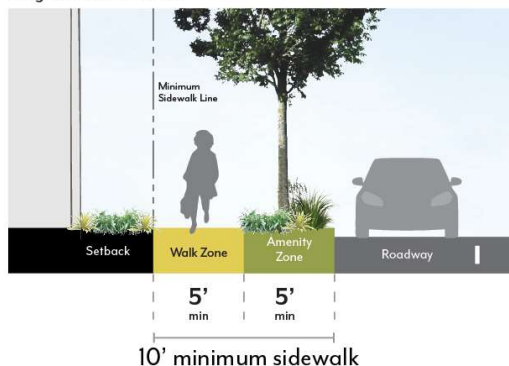 Minimum
Sidewalk Line
Setback
Walk Zone
Amenity
Zone
Roadway
5’
min
5’
min
10’ minimum sidewalk